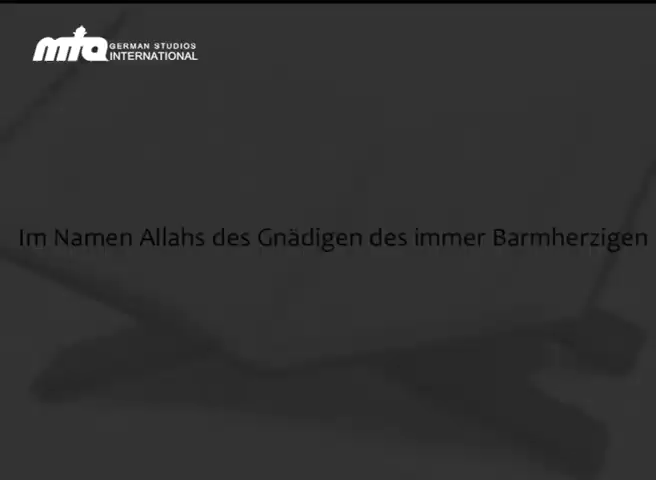 mta GERMAN STUDIOS
INTERNATIONAL
Im Namen Allahs des Gnädigen des immer Barmherzigen